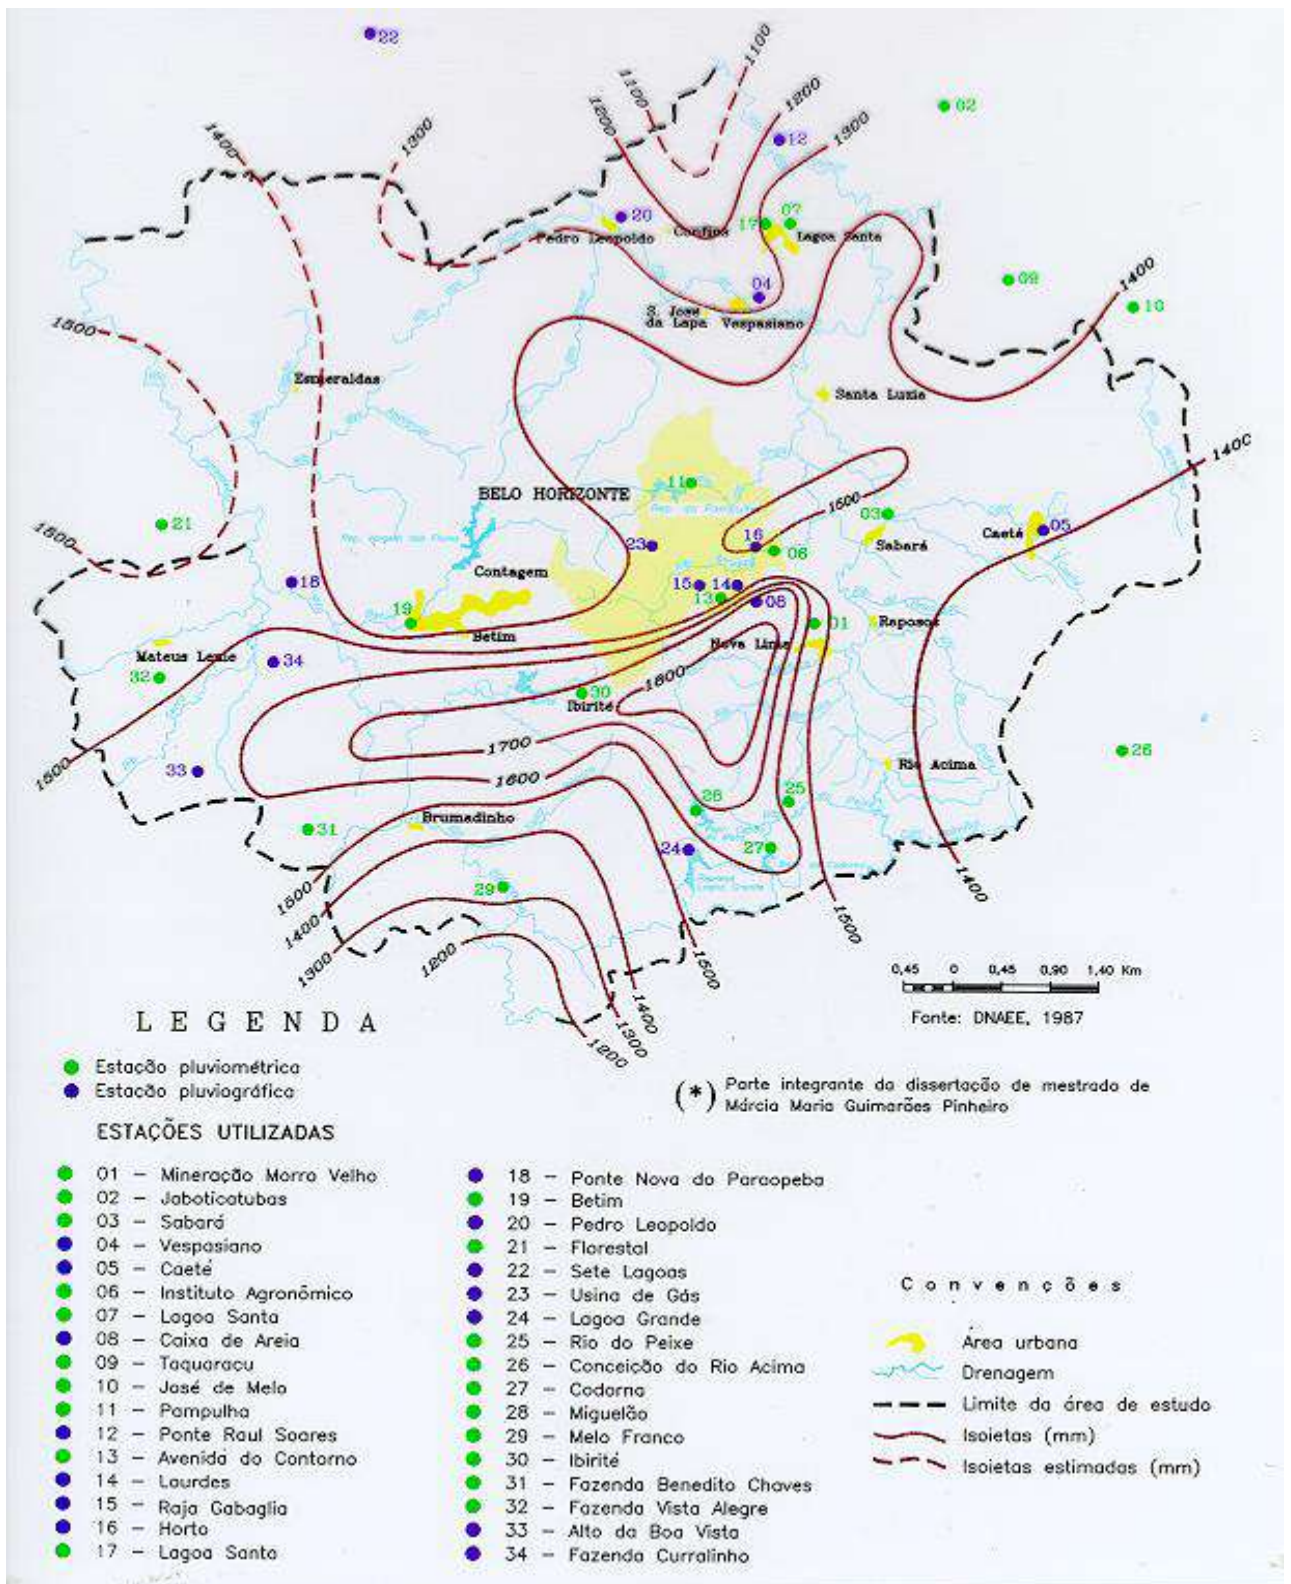 22
1100
1100
1200
1200
02
1400
1300
12
1300
20
17
07
Pedro Leopoldo
Confins
Lagoa Santa
09
1400
10
04
S. Jose
da Lapa
Vespasiano
1500
Esmeraldas
Santa Luzia
1400
11
BELO HORIZONTE
1500
03
21
1500
16
23
06
Sabará
Caeté
05
18
Contagem
15
14
13
08
19
Betim
01
Raposos
Nova Lima
Mateus Leme
34
32
30
1800
Ibirité
1700
26
33
1500
1600
Rio Acima
28
25
31
Brumadinho
24
27
29
1500
1400
1400
1500
1300
1200
1500
1400
1300
1200
0,45 0 0,45 0,90 1,40 Km
Fonte: DNAEE, 1987
LEGENDA
Estacão pluviométrica
Estacão pluviográfica
(*) Parte integrante da dissertação de mestrado de
Márcia Maria Guimarães Pinheiro
ESTAÇÕES UTILIZADAS
01 – Mineração Morro Velho
02 – Jaboticatubas
03 – Sabará
04 – Vespasiano
05 – Caeté
06 – Instituto Agronômico
07 – Lagoa Santa
08 – Caixa de Areia
09 – Taquaracu
10 – José de Melo
11 – Pampulha
12 – Ponte Raul Soares
13 – Avenida do Contorno
14 – Lourdes
15 – Raja Gabaglia
16 – Horto
17 – Lagoa Santa
18 – Ponte Nova do Paraopeba
19 – Betim
20 – Pedro Leopoldo
21 – Florestal
22 – Sete Lagoas
23 – Usina de Gás
24 – Lagoa Grande
25 – Rio do Peixe
26 – Conceição do Rio Acima
27 – Codorna
28 – Miguelão
29 – Melo Franco
30 – Ibirité
31 – Fazenda Benedito Chaves
32 – Fazenda Vista Alegre
33 – Alto da Boa Vista
34 – Fazenda Curralinho
Convenções
Area urbana
Drenagem
Limite da área de estudo
Isoietas (mm)
Isoietas estimadas (mm)